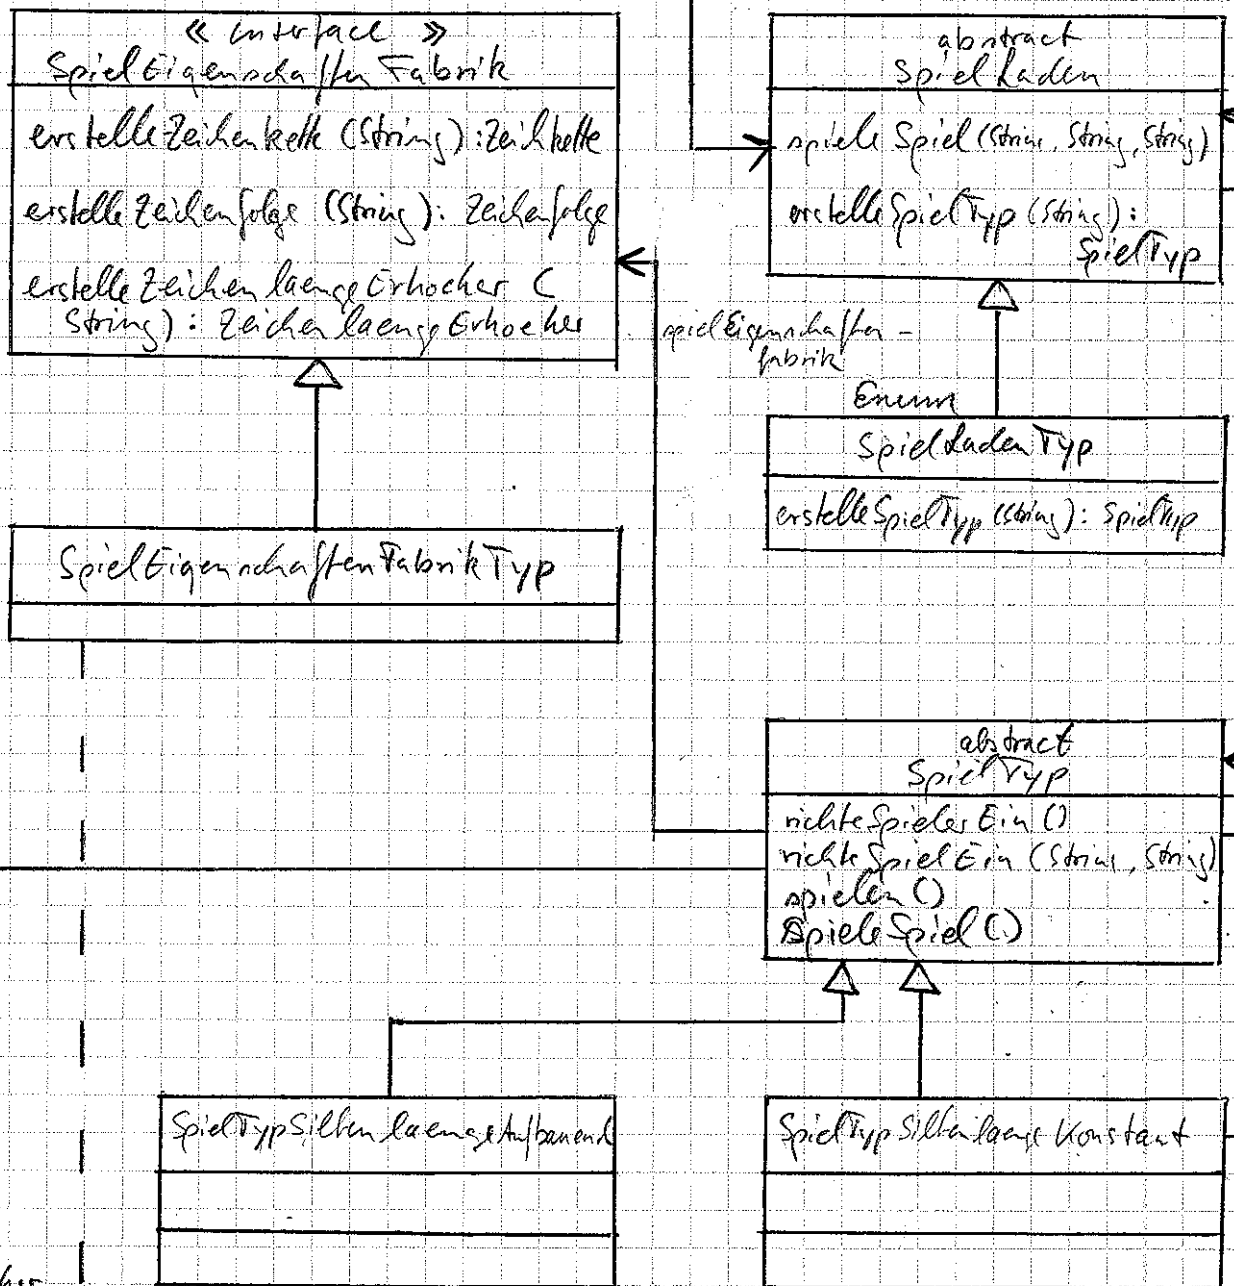 « interface »
SpielEigenschaftenFabrik
erstelleZeichenkette (String) : Zeichkette
erstelleZeichenfolge (String) : Zeichenfolge
erstelleZeichenlaengeErhoeher (
String) : ZeichenlaengeErhoeher
abstract
SpielLaden
spieleSpiel (String, String, String)
erstelleSpielTyp (String) :
SpielTyp
spielEigenschaften-
fabrik
Enum
SpielLadenTyp
erstelleSpielTyp (String) : SpielTyp
SpielEigenschaftenFabrikTyp
abstract
SpielTyp
richteSpielerEin ()
richteSpielEin (String, String)
spielen ()
spieleSpiel ()
SpielTypSilbenlaengeAufbauend
SpielTypSilbenlaengeKonstant